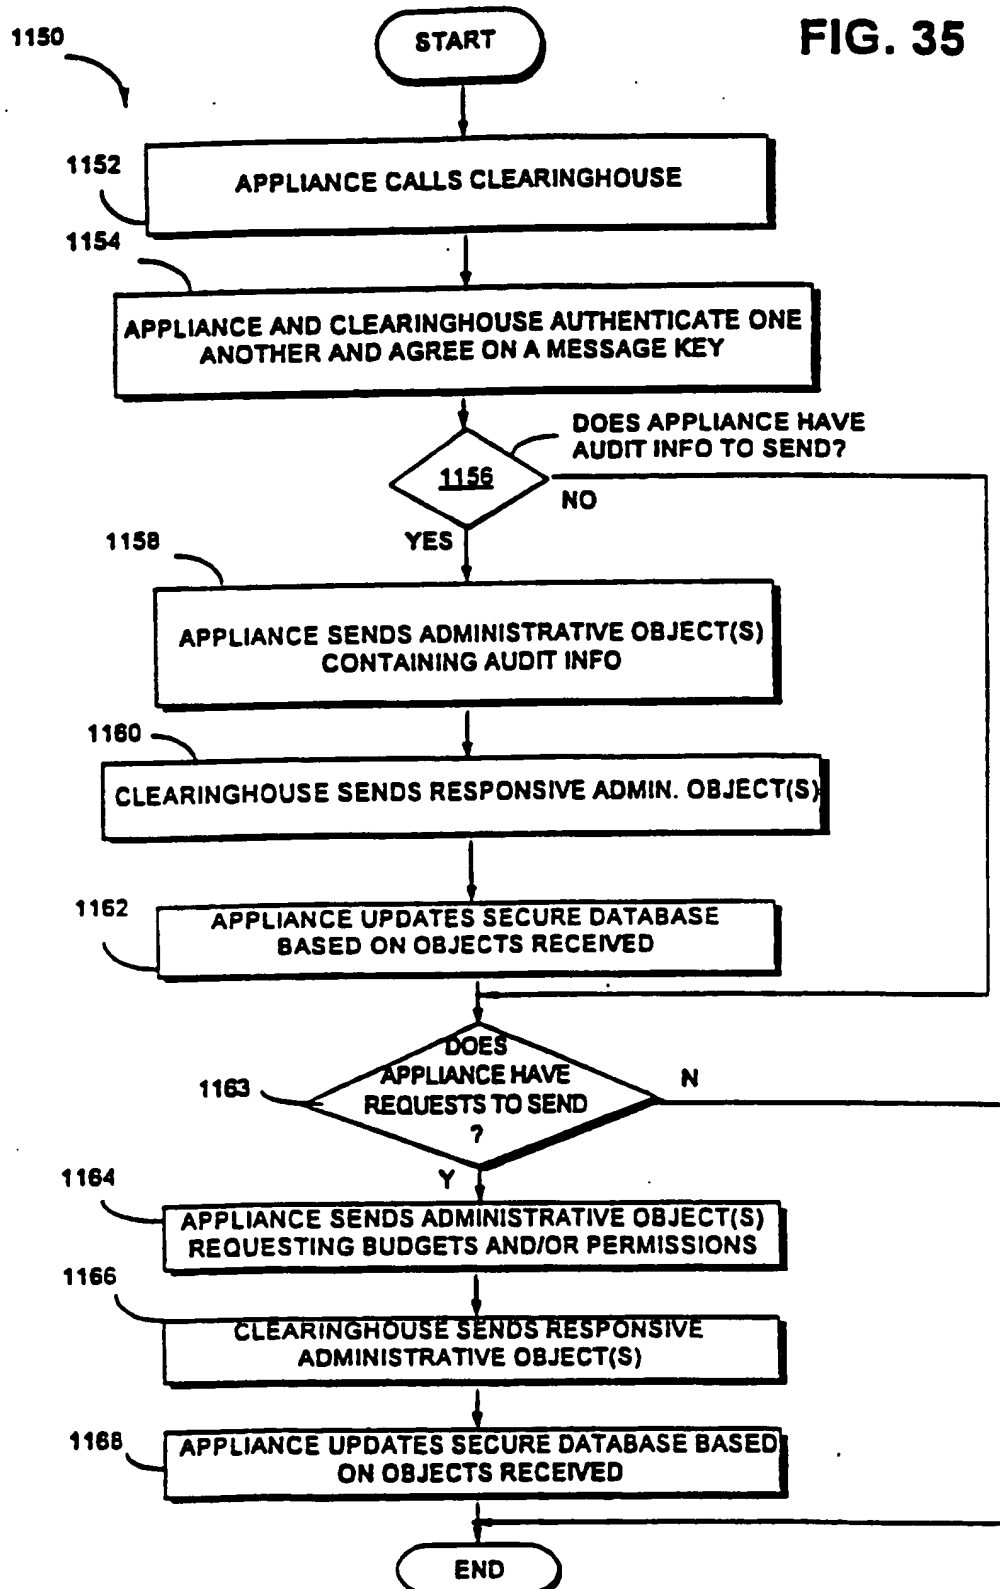 FIG. 35
1150
START
1152
APPLIANCE CALLS CLEARINGHOUSE
1154
APPLIANCE AND CLEARINGHOUSE AUTHENTICATE ONE
ANOTHER AND AGREE ON A MESSAGE KEY
DOES APPLIANCE HAVE
AUDIT INFO TO SEND?
1156
NO
YES
1158
APPLIANCE SENDS ADMINISTRATIVE OBJECT(S)
CONTAINING AUDIT INFO
1160
CLEARINGHOUSE SENDS RESPONSIVE ADMIN. OBJECT(S)
1162
APPLIANCE UPDATES SECURE DATABASE
BASED ON OBJECTS RECEIVED
DOES
APPLIANCE HAVE
REQUESTS TO SEND
?
1163
N
Y
1164
APPLIANCE SENDS ADMINISTRATIVE OBJECT(S)
REQUESTING BUDGETS AND/OR PERMISSIONS
1166
CLEARINGHOUSE SENDS RESPONSIVE
ADMINISTRATIVE OBJECT(S)
1168
APPLIANCE UPDATES SECURE DATABASE BASED
ON OBJECTS RECEIVED
END